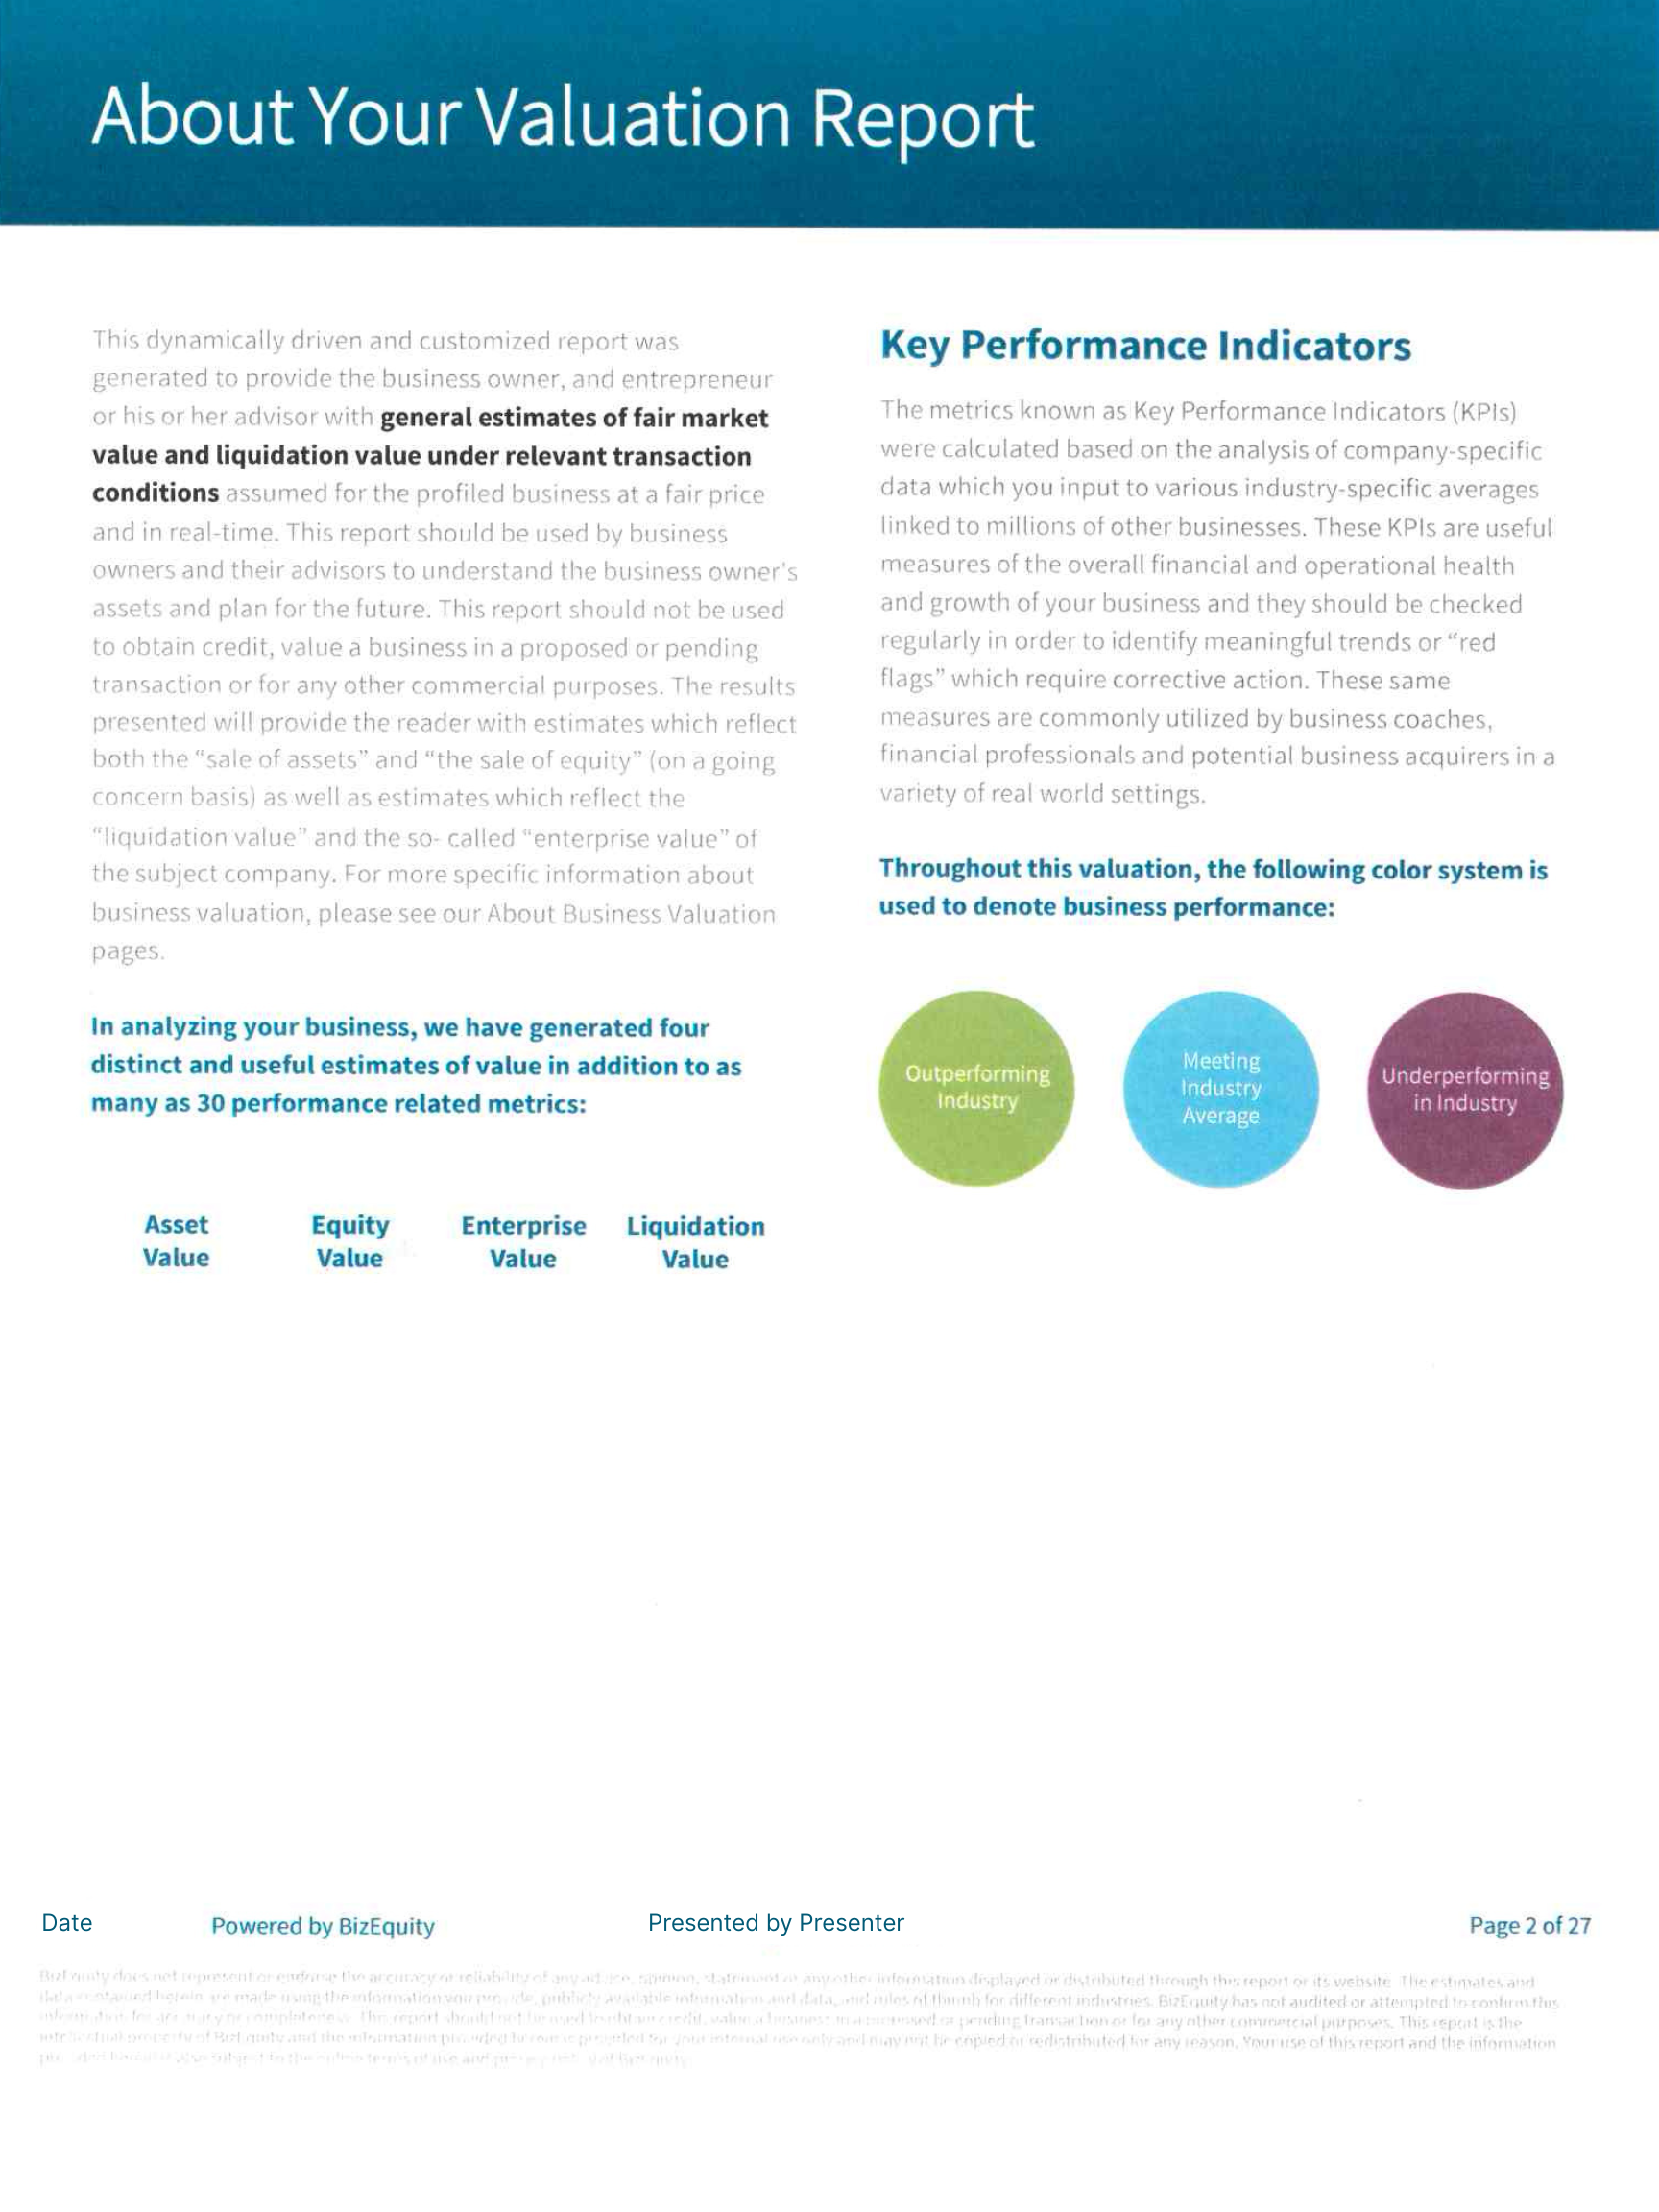 About Your Valuation Report
This dynamically driven and customized report was
generated to provide the business owner, and entrepreneur
or his or her advisor with general estimates of fair market
value and liquidation value under relevant transaction
conditions assumed for the profiled business at a fair price
and in real-time. This report should be used by business
owners and their advisors to understand the business owner's
assets and plan for the future. This report should not be used
to obtain credit, value a business in a proposed or pending
transaction or for any other commercial purposes. The results
presented will provide the reader with estimates which reflect
both the “sale of assets” and “the sale of equity” (on a going
concern basis) as well as estimates which reflect the
“liquidation value” and the so- called “enterprise value” of
the subject company. For more specific information about
business valuation, please see our About Business Valuation
pages.
In analyzing your business, we have generated four
distinct and useful estimates of value in addition to as
many as 30 performance related metrics:
Asset Equity Enterprise Liquidation
Value Value Value Value
Key Performance Indicators
The metrics known as Key Performance Indicators (KPIs)
were calculated based on the analysis of company-specific
data which you input to various industry-specific averages
linked to millions of other businesses. These KPIs are useful
measures of the overall financial and operational health
and growth of your business and they should be checked
regularly in order to identify meaningful trends or “red
flags” which require corrective action. These same
measures are commonly utilized by business coaches,
financial professionals and potential business acquirers in a
variety of real world settings.
Throughout this valuation, the following color system is
used to denote business performance:
Outperforming
Industry
Meeting
Industry
Average
Underperforming
in Industry
Date Powered by BizEquity Presented by Presenter Page 2 of 27
BizEquity does not represent or endorse the accuracy or reliability of any advice, opinion, statement or any other information displayed or distributed through this report or its website. The estimates and
data contained herein are made using the information you provide, publicly available information and data, and rules of thumb for different industries. BizEquity has not audited or attempted to confirm this
information for accuracy or completeness. This report should not be used to obtain credit, value a business in a proposed or pending transaction or for any other commercial purposes. This report is the
intellectual property of BizEquity and the information provided herein is provided for your internal use only and may not be copied or redistributed for any reason. Your use of this report and the information
provided herein is also subject to the online terms of use and